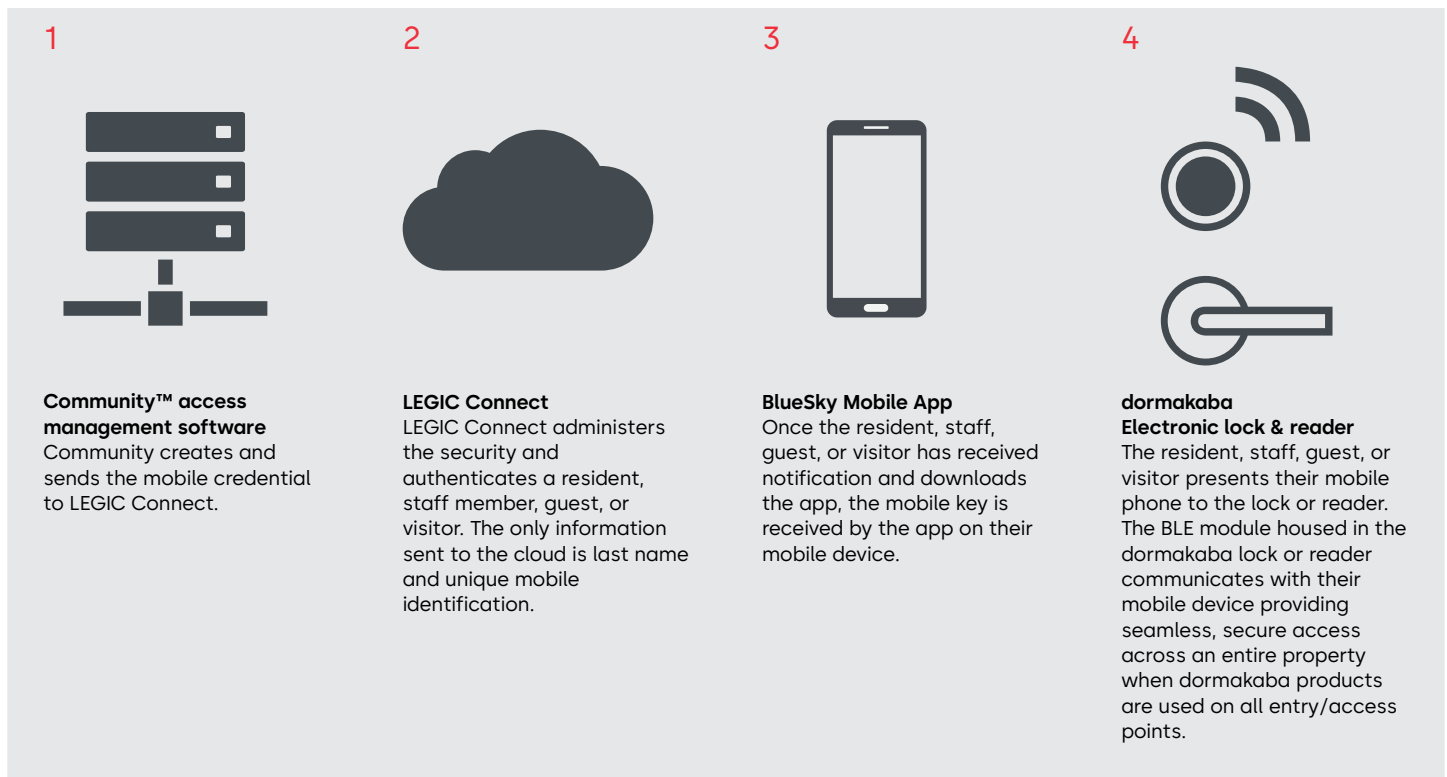 1
Community™ access
management software
Community creates and
sends the mobile credential
to LEGIC Connect.
2
LEGIC Connect
LEGIC Connect administers
the security and
authenticates a resident,
staff member, guest, or
visitor. The only information
sent to the cloud is last name
and unique mobile
identification.
3
BlueSky Mobile App
Once the resident, staff,
guest, or visitor has received
notification and downloads
the app, the mobile key is
received by the app on their
mobile device.
4
dormakaba
Electronic lock & reader
The resident, staff, guest, or
visitor presents their mobile
phone to the lock or reader.
The BLE module housed in the
dormakaba lock or reader
communicates with their
mobile device providing
seamless, secure access
across an entire property
when dormakaba products
are used on all entry/access
points.